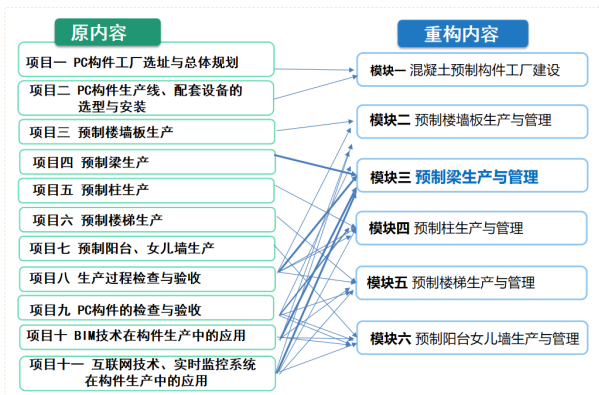 原内容
项目一 PC构件工厂选址与总体规划
项目二 PC构件生产线、配套设备的
选型与安装
项目三 预制楼墙板生产
项目四 预制梁生产
项目五 预制柱生产
项目六 预制楼梯生产
项目七 预制阳台、女儿墙生产
项目八 生产过程检查与验收
项目九 PC构件的检查与验收
项目十 BIM技术在构件生产中的应用
项目十一 互联网技术、实时监控系统
在构件生产中的应用
重构内容
模块一 混凝土预制构件工厂建设
模块二 预制楼墙板生产与管理
模块三 预制梁生产与管理
模块四 预制柱生产与管理
模块五 预制楼梯生产与管理
模块六 预制阳台女儿墙生产与管理